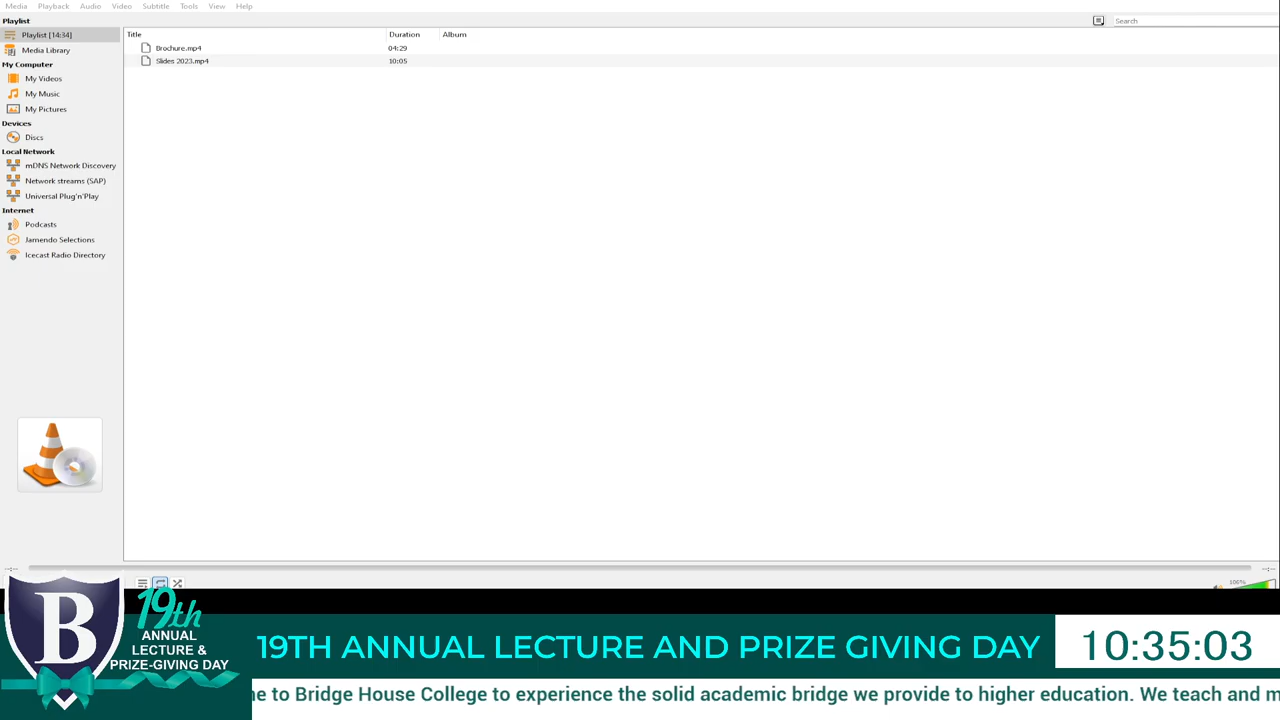 Media Playback Audio Video Subtitle Tools View Help
Playlist
Search
Playlist [14:34]
Media Library
My Computer
My Videos
My Music
My Pictures
Devices
Discs
Local Network
mDNS Network Discovery
Network streams (SAP)
Universal Plug'n'Play
Internet
Podcasts
Jamendo Selections
Icecast Radio Directory
Title Duration Album
Brochure.mp4 04:29
Slides 2023.mp4 10:05
--:-- --:--
106%
B
19th
ANNUAL
LECTURE &
PRIZE-GIVING DAY
19TH ANNUAL LECTURE AND PRIZE GIVING DAY
10:35:03
ne to Bridge House College to experience the solid academic bridge we provide to higher education. We teach and m